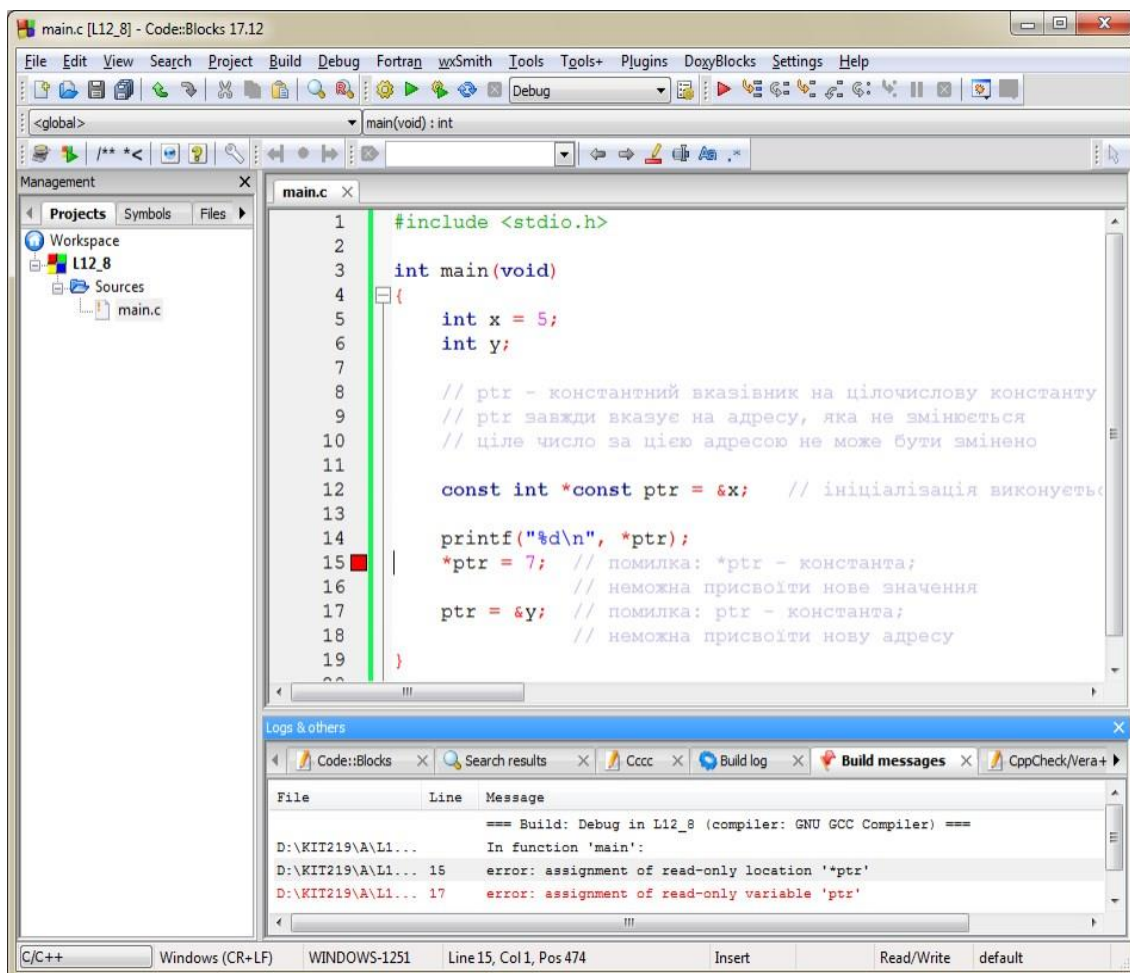 main.c [L12_8] - Code::Blocks 17.12
File Edit View Search Project Build Debug Fortran wxSmith Tools Tools+ Plugins DoxyBlocks Settings Help
Debug
<global> main(void) : int
/** *<
Management
main.c
Projects Symbols Files
Workspace
L12_8
Sources
main.c
1 #include <stdio.h>
2
3 int main(void)
4 {
5 int x = 5;
6 int y;
7
8 // ptr - константний вказівник на цілочислову константу
9 // ptr завжди вказує на адресу, яка не змінюється
10 // ціле число за цією адресою не може бути змінено
11
12 const int *const ptr = &x; // ініціалізація виконуєтьс
13
14 printf("%d\n", *ptr);
15 *ptr = 7; // помилка: *ptr - константа;
16 // неможна присвоїти нове значення
17 ptr = &y; // помилка: ptr - константа;
18 // неможна присвоїти нову адресу
19 }
Logs & others
Code::Blocks Search results Cccc Build log Build messages CppCheck/Vera+
File Line Message
=== Build: Debug in L12_8 (compiler: GNU GCC Compiler) ===
D:\KIT219\A\L1... In function 'main':
D:\KIT219\A\L1... 15 error: assignment of read-only location '*ptr'
D:\KIT219\A\L1... 17 error: assignment of read-only variable 'ptr'
C/C++ Windows (CR+LF) WINDOWS-1251 Line 15, Col 1, Pos 474 Insert Read/Write default